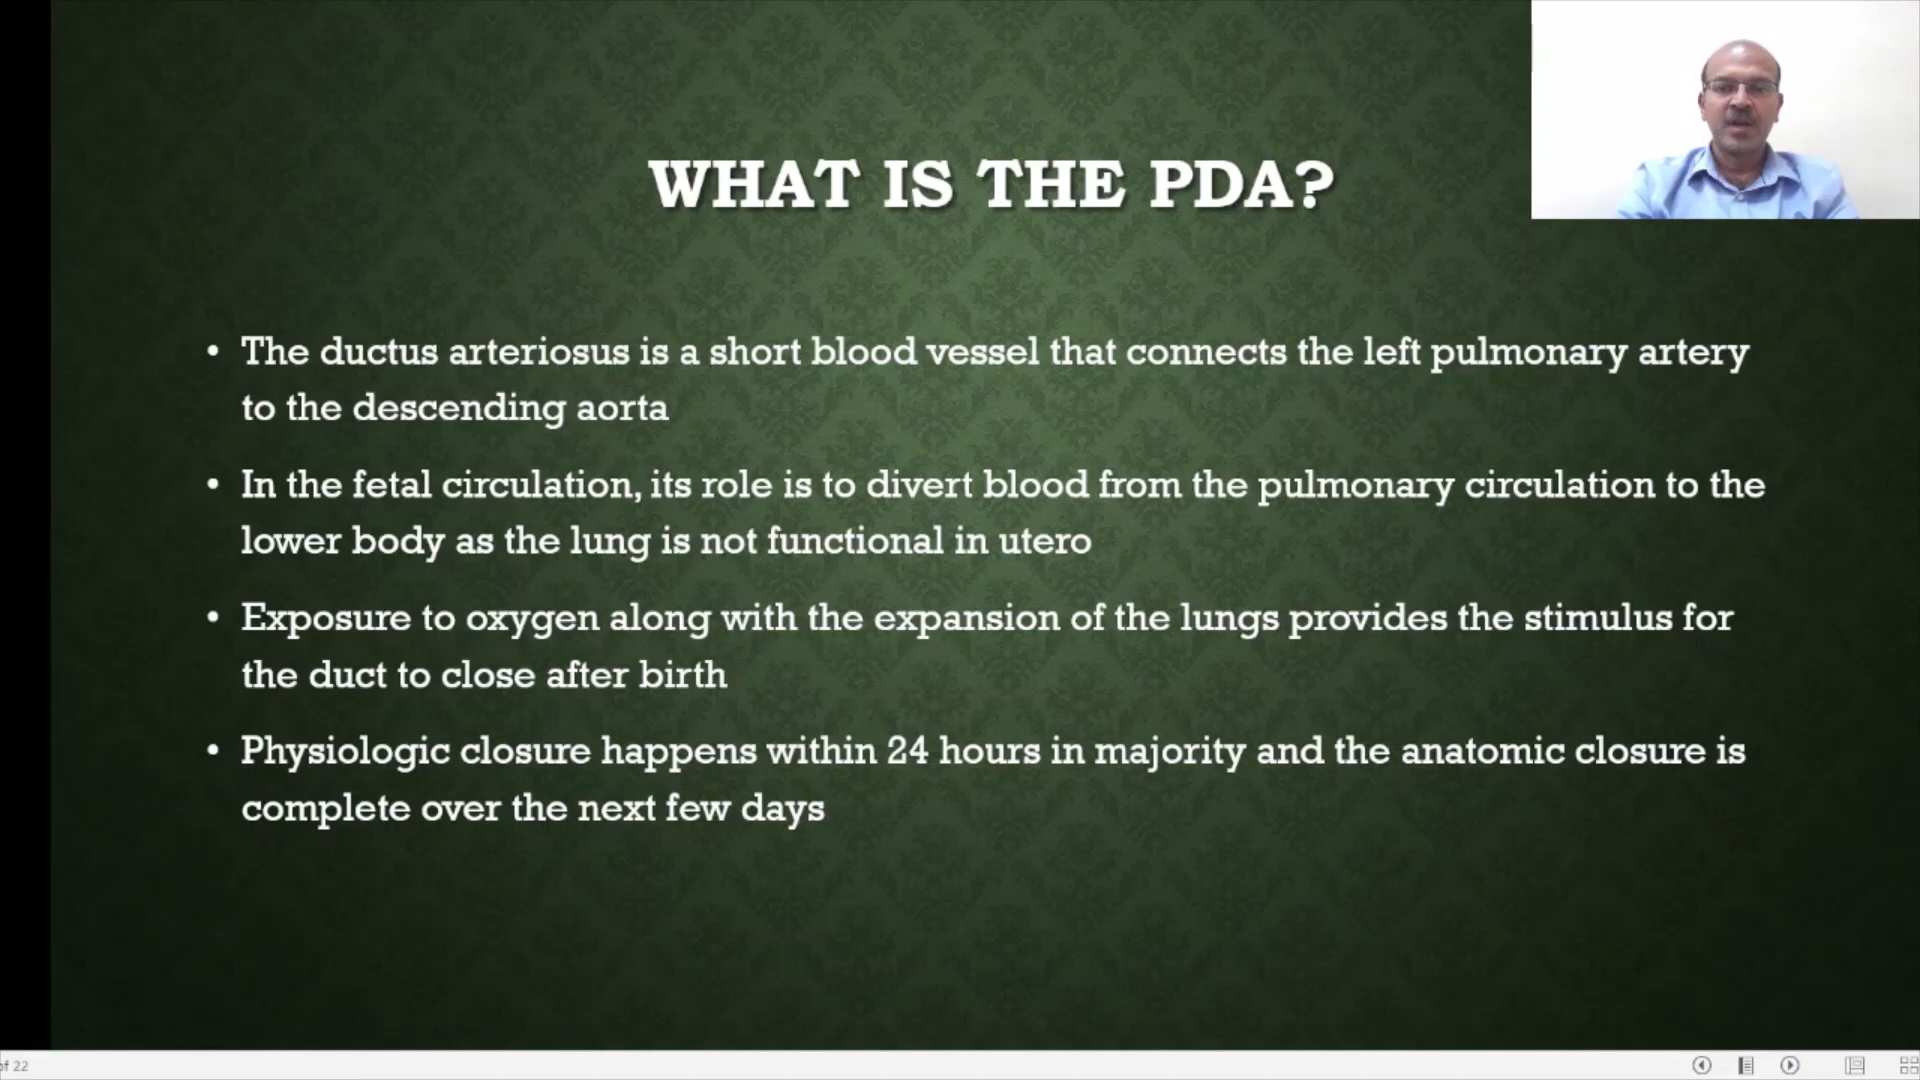 WHAT IS THE PDA?
• The ductus arteriosus is a short blood vessel that connects the left pulmonary artery
to the descending aorta
• In the fetal circulation, its role is to divert blood from the pulmonary circulation to the
lower body as the lung is not functional in utero
• Exposure to oxygen along with the expansion of the lungs provides the stimulus for
the duct to close after birth
• Physiologic closure happens within 24 hours in majority and the anatomic closure is
complete over the next few days
of 22